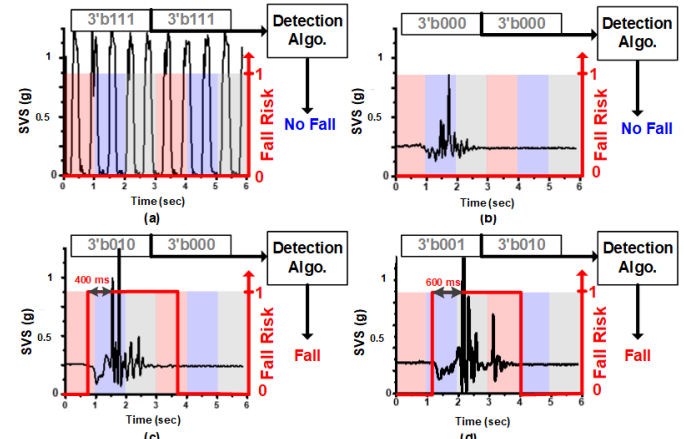 3'b111 3'b111 Detection
Algo.
SVS (g)
1
0.5
0
0 1 2 3 4 5 6
Time (sec)
(a)
1
Fall Risk
0
No Fall
3'b000 3'b000 Detection
Algo.
SVS (g)
1
0.5
0
0 1 2 3 4 5 6
Time (sec)
(b)
1
Fall Risk
0
No Fall
3'b010 3'b000 Detection
Algo.
400 ms
SVS (g)
1
0.5
0
0 1 2 3 4 5 6
Time (sec)
(c)
1
Fall Risk
0
Fall
3'b001 3'b010 Detection
Algo.
600 ms
SVS (g)
1
0.5
0
0 1 2 3 4 5 6
Time (sec)
(d)
1
Fall Risk
0
Fall